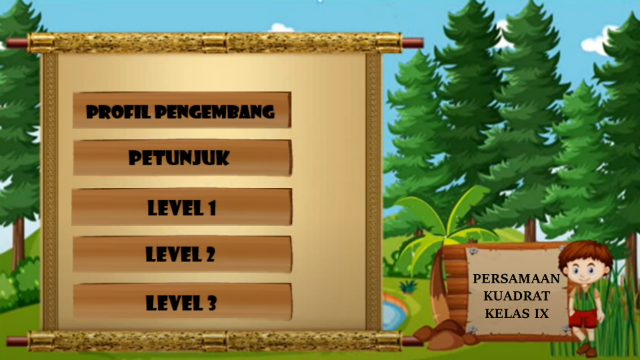 PROFIL PENGEMBANG
PETUNJUK
LEVEL 1
LEVEL 2
LEVEL 3
PERSAMAAN
KUADRAT
KELAS IX